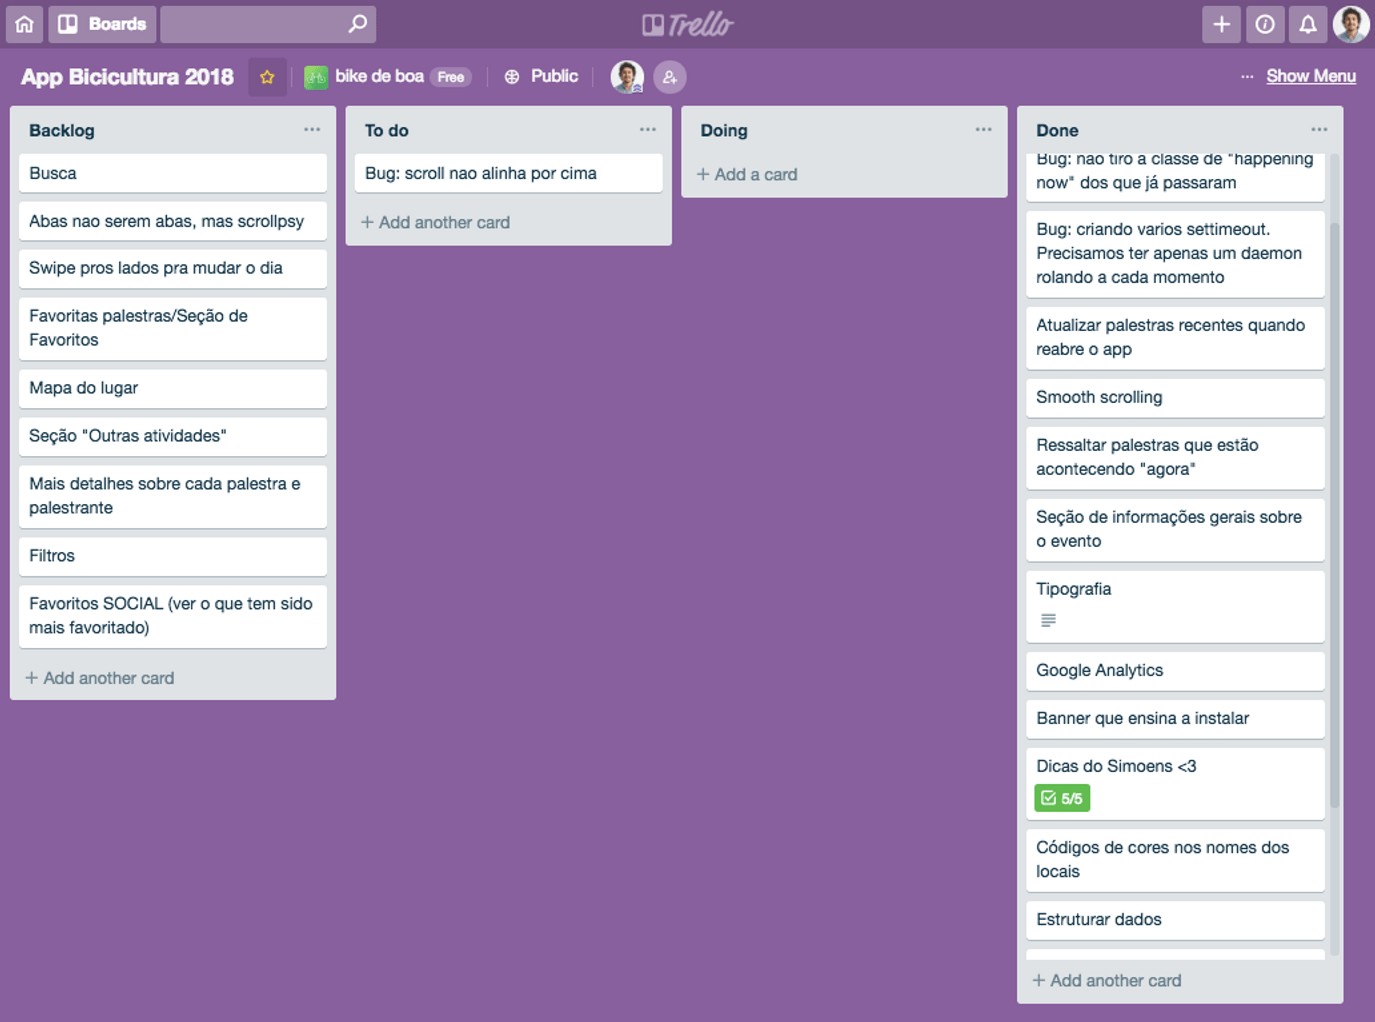 Boards
Trello
App Bicicultura 2018
bike de boa Free
Public
Show Menu
Backlog
Busca
Abas nao serem abas, mas scrollpsy
Swipe pros lados pra mudar o dia
Favoritas palestras/Seção de
Favoritos
Mapa do lugar
Seção "Outras atividades"
Mais detalhes sobre cada palestra e
palestrante
Filtros
Favoritos SOCIAL (ver o que tem sido
mais favoritado)
+ Add another card
To do
Bug: scroll nao alinha por cima
+ Add another card
Doing
+ Add a card
Done
Bug: nao tiro a classe de "happening
now" dos que já passaram
Bug: criando varios settimeout.
Precisamos ter apenas um daemon
rolando a cada momento
Atualizar palestras recentes quando
reabre o app
Smooth scrolling
Ressaltar palestras que estão
acontecendo "agora"
Seção de informações gerais sobre
o evento
Tipografia
Google Analytics
Banner que ensina a instalar
Dicas do Simoens <3
5/5
Códigos de cores nos nomes dos
locais
Estruturar dados
+ Add another card